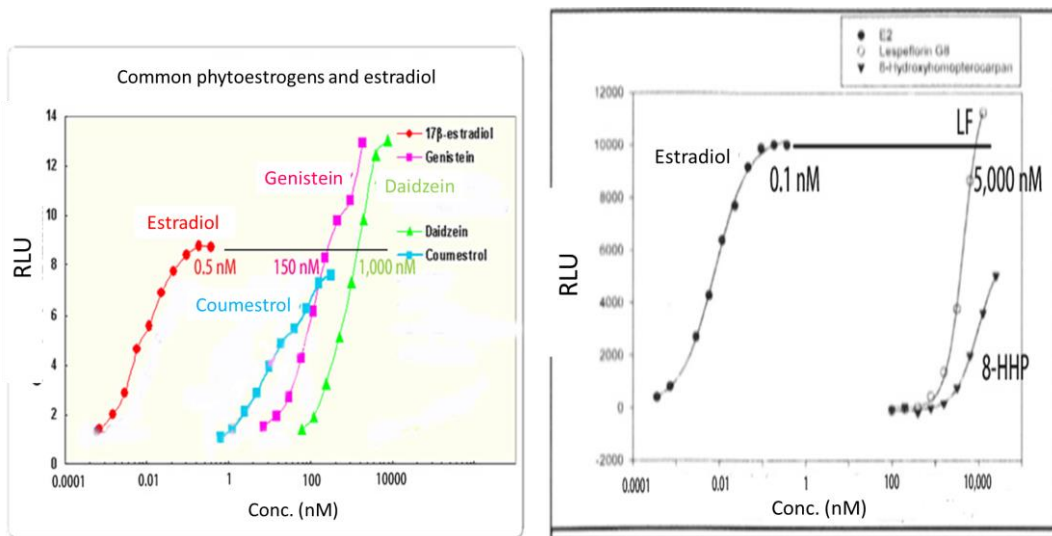 Common phytoestrogens and estradiol
14
12
10
8
6
4
2
0
RLU
17β-estradiol
Genistein
Daidzein
Coumestrol
Genistein
Daidzein
Estradiol
0.5 nM
150 nM
1,000 nM
Coumestrol
0.0001
0.01
1
100
10000
Conc. (nM)
E2
Lespeflorin G8
8-Hydroxyhomopterocarpan
12000
10000
8000
6000
4000
2000
0
-2000
RLU
Estradiol
LF
0.1 nM
5,000 nM
8-HHP
0.0001
0.01
1
100
10,000
Conc. (nM)